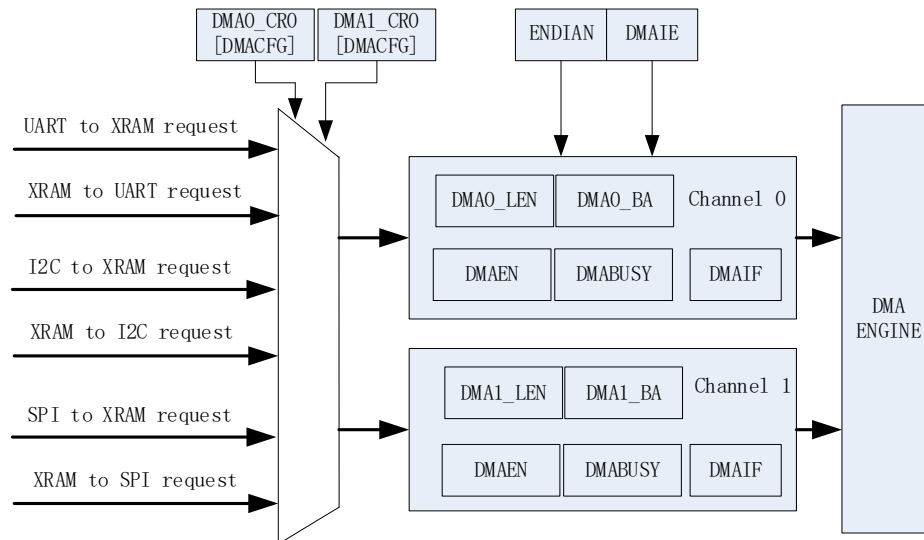 DMA0_CR0
[DMACFG]
DMA1_CR0
[DMACFG]
ENDIAN
DMAIE
UART to XRAM request
XRAM to UART request
I2C to XRAM request
XRAM to I2C request
SPI to XRAM request
XRAM to SPI request
DMA0_LEN
DMA0_BA
Channel 0
DMAEN
DMABUSY
DMAIF
DMA1_LEN
DMA1_BA
Channel 1
DMAEN
DMABUSY
DMAIF
DMA
ENGINE